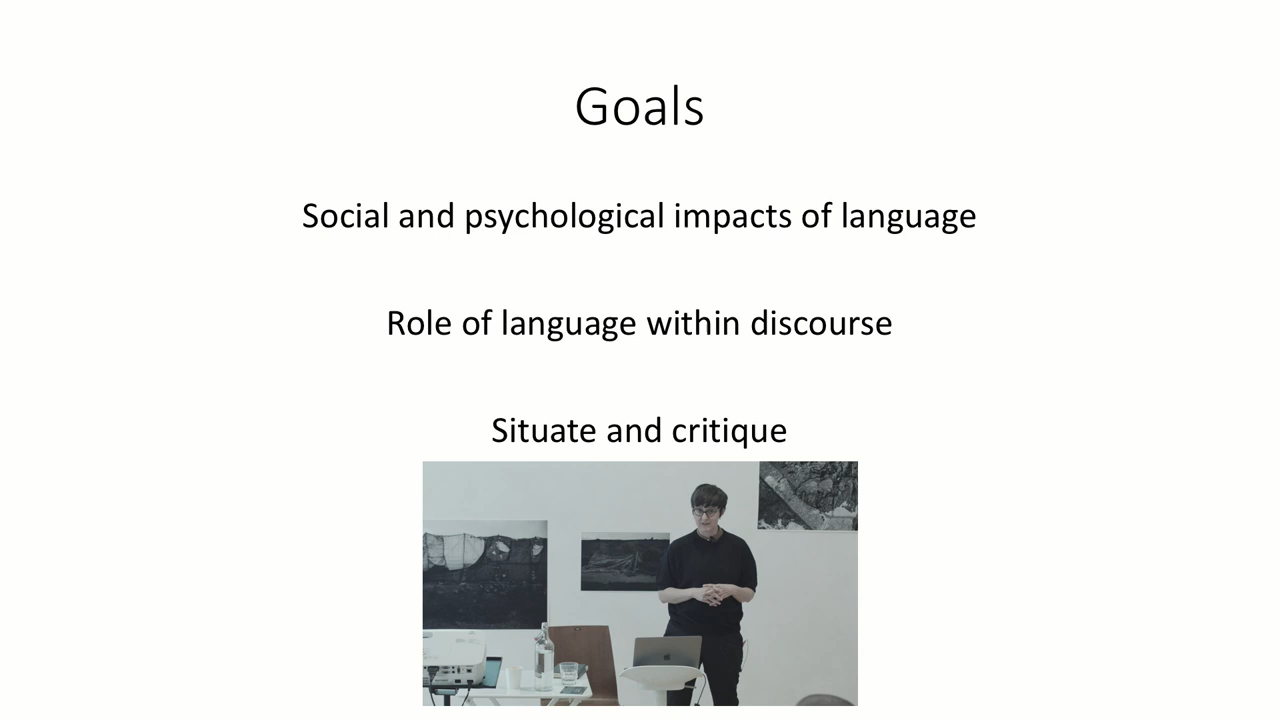 Goals
Social and psychological impacts of language
Role of language within discourse
Situate and critique